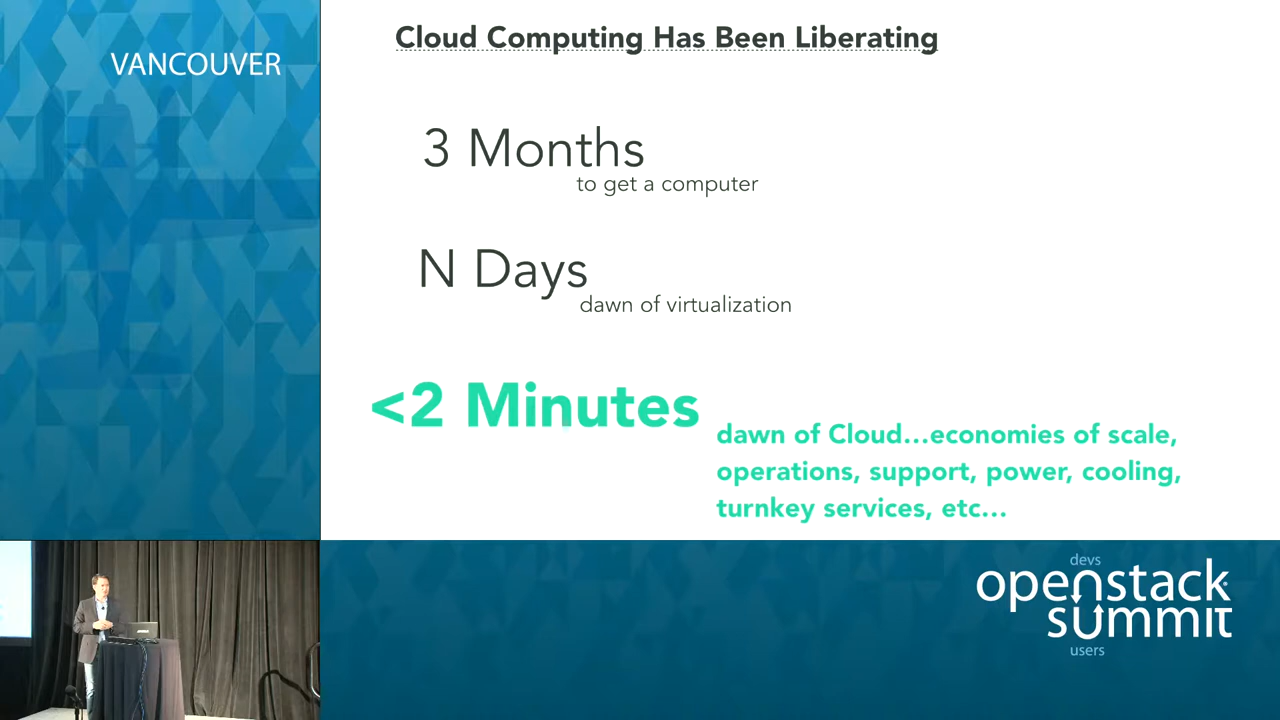 VANCOUVER
Cloud Computing Has Been Liberating
3 Months
to get a computer
N Days
dawn of virtualization
<2 Minutes
dawn of Cloud...economies of scale,
operations, support, power, cooling,
turnkey services, etc...
devs
openstack
summit
users